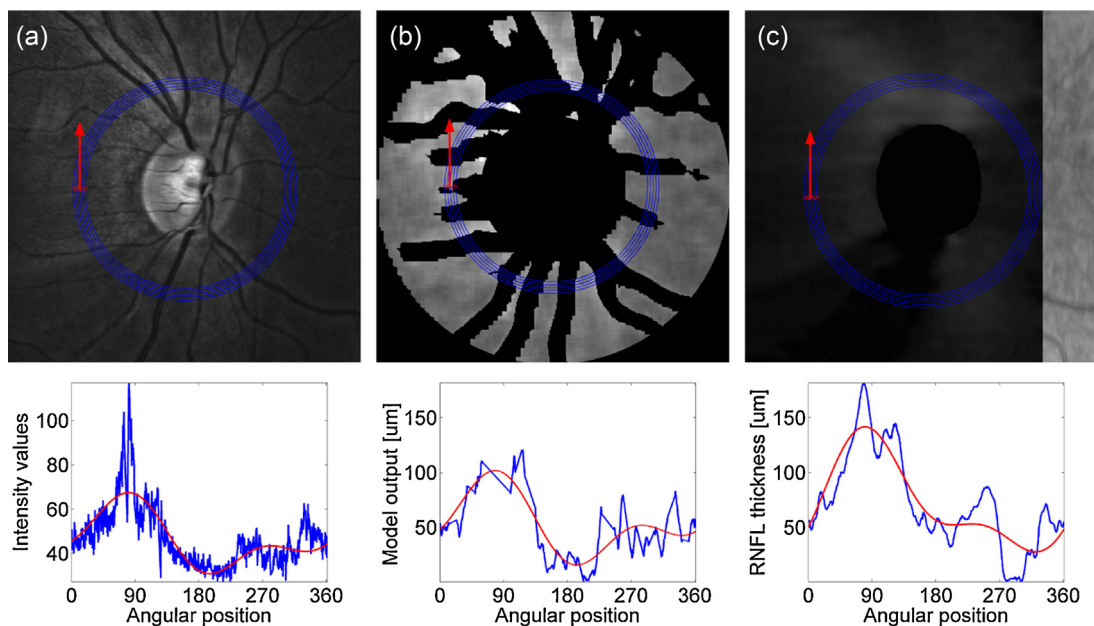 (a)
(b)
(c)
Intensity values
100
80
60
40
0 90 180 270 360
Angular position
Model output [um]
150
100
50
0 90 180 270 360
Angular position
RNFL thickness [um]
150
100
50
0 90 180 270 360
Angular position